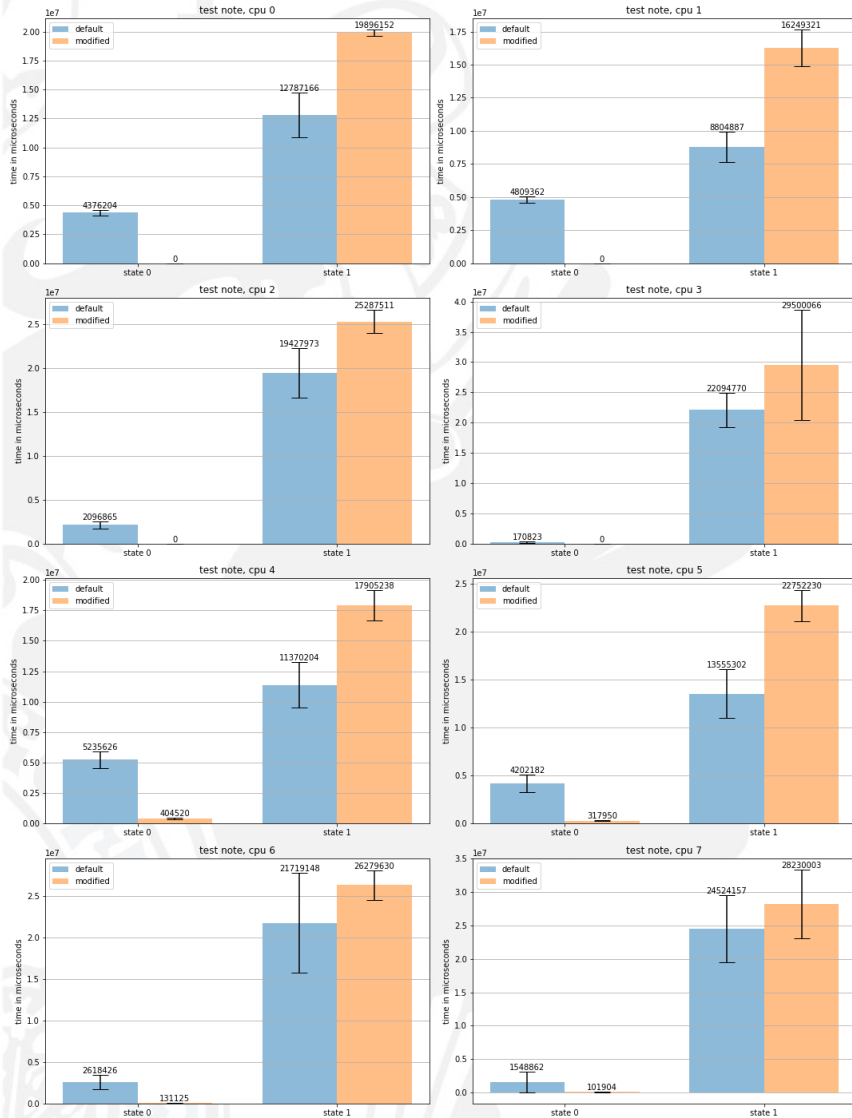 test note, cpu 0
1e7
default
modified
time in microseconds
2.00
1.75
1.50
1.25
1.00
0.75
0.50
0.25
0.00
4376204
0
12787166
19896152
state 0
state 1
test note, cpu 1
1e7
default
modified
time in microseconds
1.75
1.50
1.25
1.00
0.75
0.50
0.25
0.00
4809362
0
8804887
16249321
state 0
state 1
test note, cpu 2
1e7
default
modified
time in microseconds
2.5
2.0
1.5
1.0
0.5
0.0
2096865
0
19427973
25287511
state 0
state 1
test note, cpu 3
1e7
default
modified
time in microseconds
4.0
3.5
3.0
2.5
2.0
1.5
1.0
0.5
0.0
170823
0
22094770
29500066
state 0
state 1
test note, cpu 4
1e7
default
modified
time in microseconds
2.00
1.75
1.50
1.25
1.00
0.75
0.50
0.25
0.00
5235626
404520
11370204
17905238
state 0
state 1
test note, cpu 5
1e7
default
modified
time in microseconds
2.5
2.0
1.5
1.0
0.5
0.0
4202182
317950
13555302
22752230
state 0
state 1
test note, cpu 6
1e7
default
modified
time in microseconds
2.5
2.0
1.5
1.0
0.5
0.0
2618426
131125
21719148
26279630
state 0
state 1
test note, cpu 7
1e7
default
modified
time in microseconds
3.5
3.0
2.5
2.0
1.5
1.0
0.5
0.0
1548862
101904
24524157
28230003
state 0
state 1